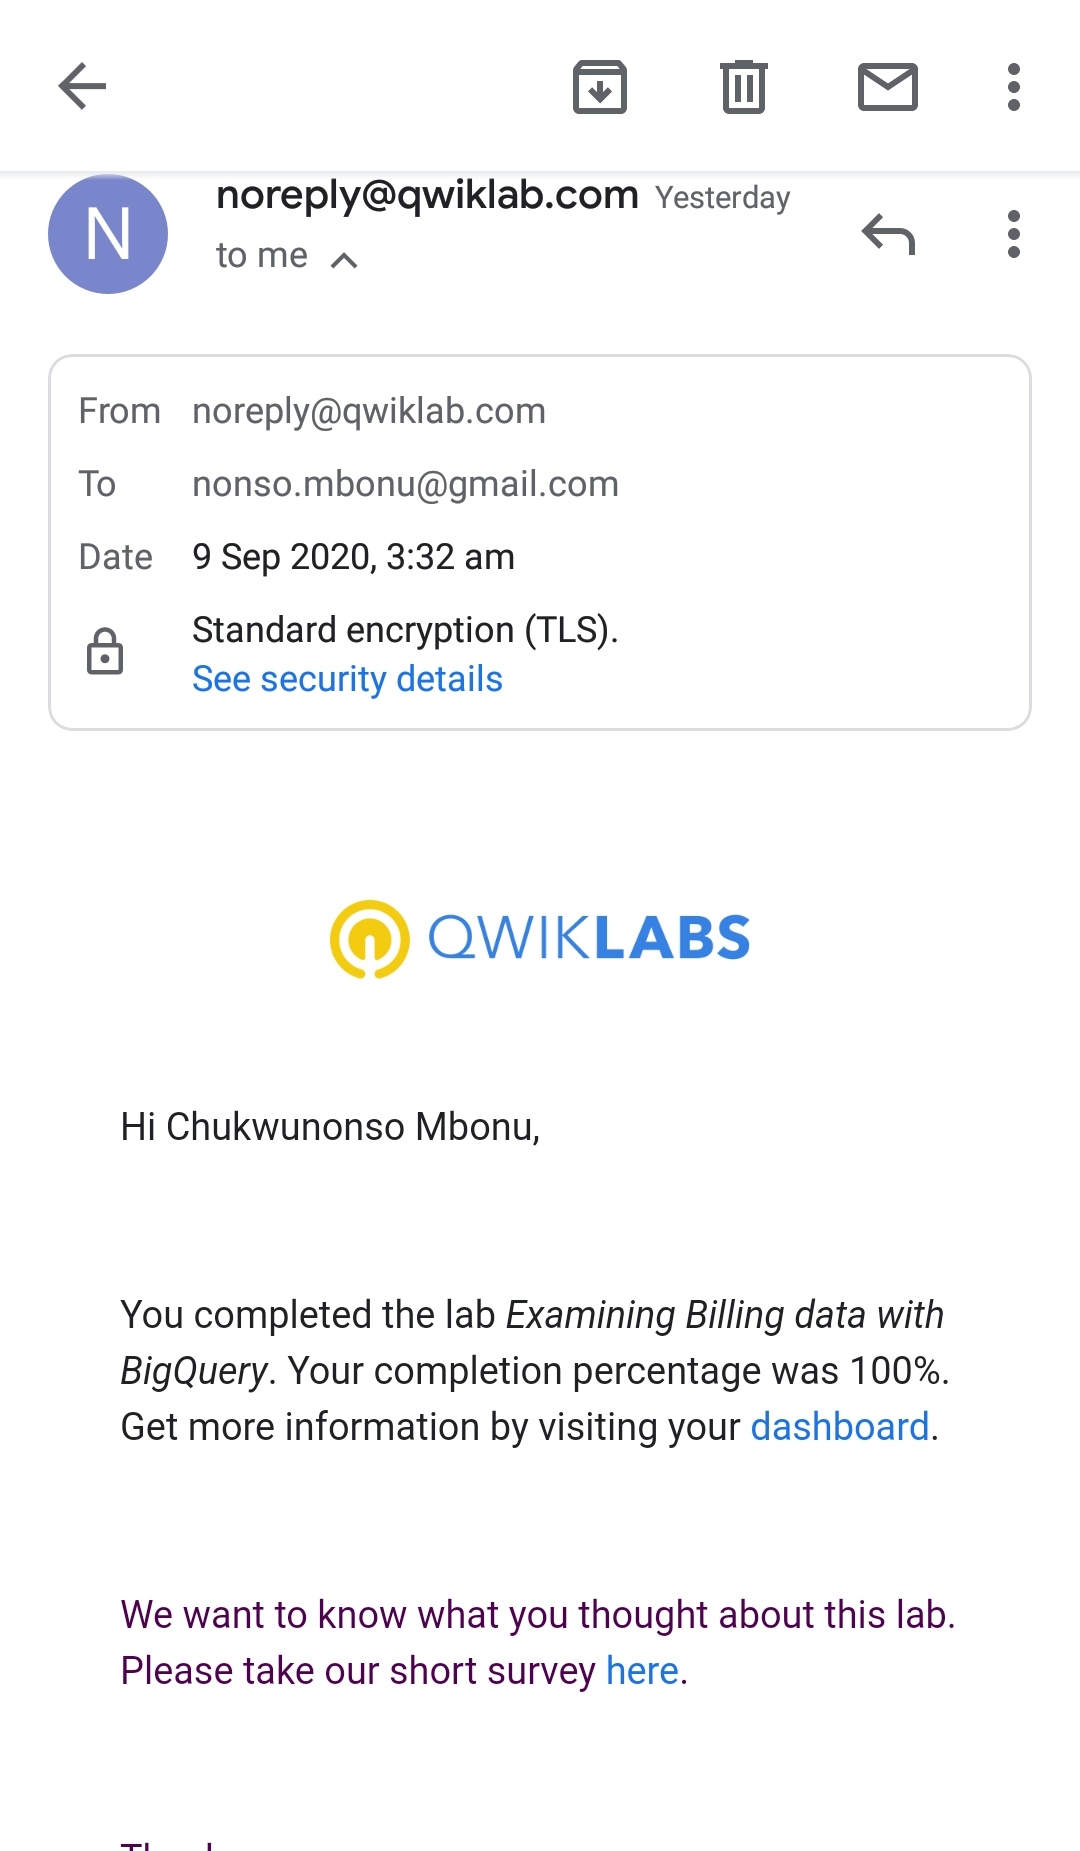 noreply@qwiklab.com Yesterday
N
to me
From noreply@qwiklab.com
To nonso.mbonu@gmail.com
Date 9 Sep 2020, 3:32 am
Standard encryption (TLS).
See security details
QWIKLABS
Hi Chukwunonso Mbonu,
You completed the lab Examining Billing data with
BigQuery. Your completion percentage was 100%.
Get more information by visiting your dashboard.
We want to know what you thought about this lab.
Please take our short survey here.